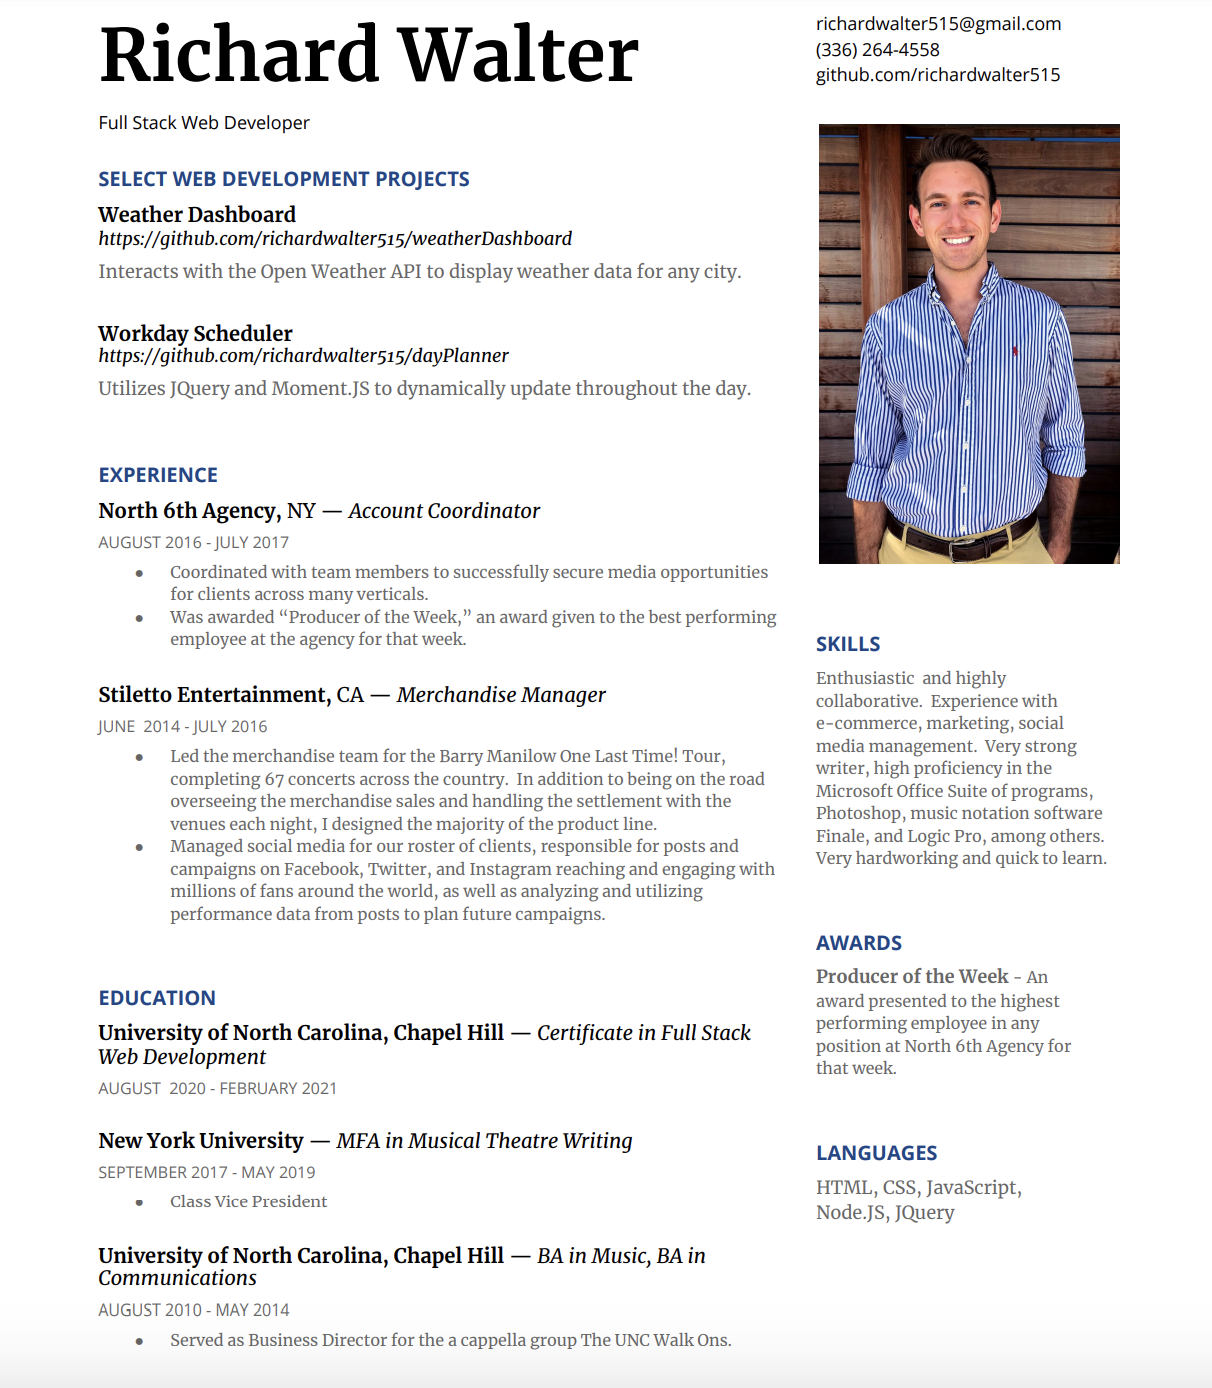 Richard Walter
Full Stack Web Developer
SELECT WEB DEVELOPMENT PROJECTS
Weather Dashboard
https://github.com/richardwalter515/weatherDashboard
Interacts with the Open Weather API to display weather data for any city.
Workday Scheduler
https://github.com/richardwalter515/dayPlanner
Utilizes JQuery and Moment.JS to dynamically update throughout the day.
EXPERIENCE
North 6th Agency, NY — Account Coordinator
AUGUST 2016 - JULY 2017
● Coordinated with team members to successfully secure media opportunities
for clients across many verticals.
● Was awarded “Producer of the Week,” an award given to the best performing
employee at the agency for that week.
Stiletto Entertainment, CA — Merchandise Manager
JUNE  2014 - JULY 2016
● Led the merchandise team for the Barry Manilow One Last Time! Tour,
completing 67 concerts across the country.  In addition to being on the road
overseeing the merchandise sales and handling the settlement with the
venues each night, I designed the majority of the product line.
● Managed social media for our roster of clients, responsible for posts and
campaigns on Facebook, Twitter, and Instagram reaching and engaging with
millions of fans around the world, as well as analyzing and utilizing
performance data from posts to plan future campaigns.
EDUCATION
University of North Carolina, Chapel Hill — Certificate in Full Stack
Web Development
AUGUST  2020 - FEBRUARY 2021
New York University — MFA in Musical Theatre Writing
SEPTEMBER 2017 - MAY 2019
● Class Vice President
University of North Carolina, Chapel Hill — BA in Music, BA in
Communications
AUGUST 2010 - MAY 2014
● Served as Business Director for the a cappella group The UNC Walk Ons.
richardwalter515@gmail.com
(336) 264-4558
github.com/richardwalter515
SKILLS
Enthusiastic  and highly
collaborative.  Experience with
e-commerce, marketing, social
media management.  Very strong
writer, high proficiency in the
Microsoft Office Suite of programs,
Photoshop, music notation software
Finale, and Logic Pro, among others.
Very hardworking and quick to learn.
AWARDS
Producer of the Week - An
award presented to the highest
performing employee in any
position at North 6th Agency for
that week.
LANGUAGES
HTML, CSS, JavaScript,
Node.JS, JQuery